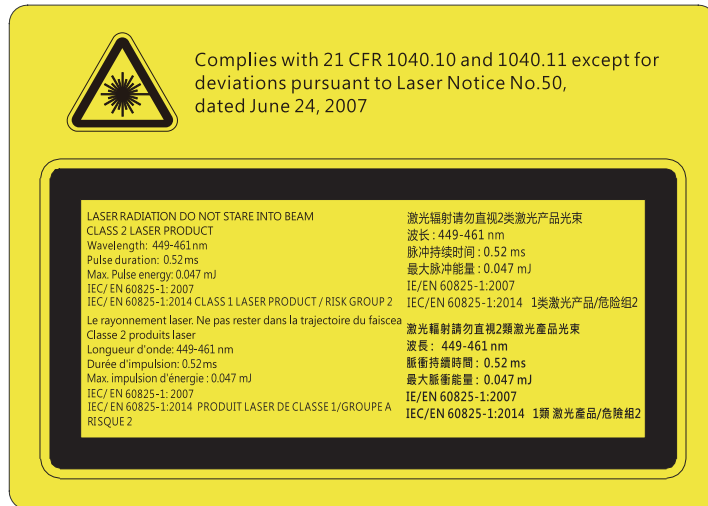 Complies with 21 CFR 1040.10 and 1040.11 except for
deviations pursuant to Laser Notice No.50,
dated June 24, 2007
LASER RADIATION DO NOT STARE INTO BEAM
CLASS 2 LASER PRODUCT
Wavelength: 449-461 nm
Pulse duration: 0.52 ms
Max. Pulse energy: 0.047 mJ
IEC/ EN 60825-1: 2007
IEC/ EN 60825-1:2014 CLASS 1 LASER PRODUCT / RISK GROUP 2
Le rayonnement laser. Ne pas rester dans la trajectoire du faiscea
Classe 2 produits laser
Longueur d'onde: 449-461 nm
Durée d'impulsion: 0.52 ms
Max. impulsion d'énergie : 0.047 mJ
IEC/ EN 60825-1: 2007
IEC/ EN 60825-1:2014 PRODUIT LASER DE CLASSE 1/GROUPE A
RISQUE 2
激光辐射请勿直视2类激光产品光束
波长 : 449-461 nm
脉冲持续时间 : 0.52 ms
最大脉冲能量 : 0.047 mJ
IE/EN 60825-1:2007
IEC/EN 60825-1:2014 1类激光产品/危险组2
激光輻射請勿直視2類激光產品光束
波長 : 449-461 nm
脈衝持續時間 : 0.52 ms
最大脈衝能量 : 0.047 mJ
IE/EN 60825-1:2007
IEC/EN 60825-1:2014 1類 激光產品/危險組2